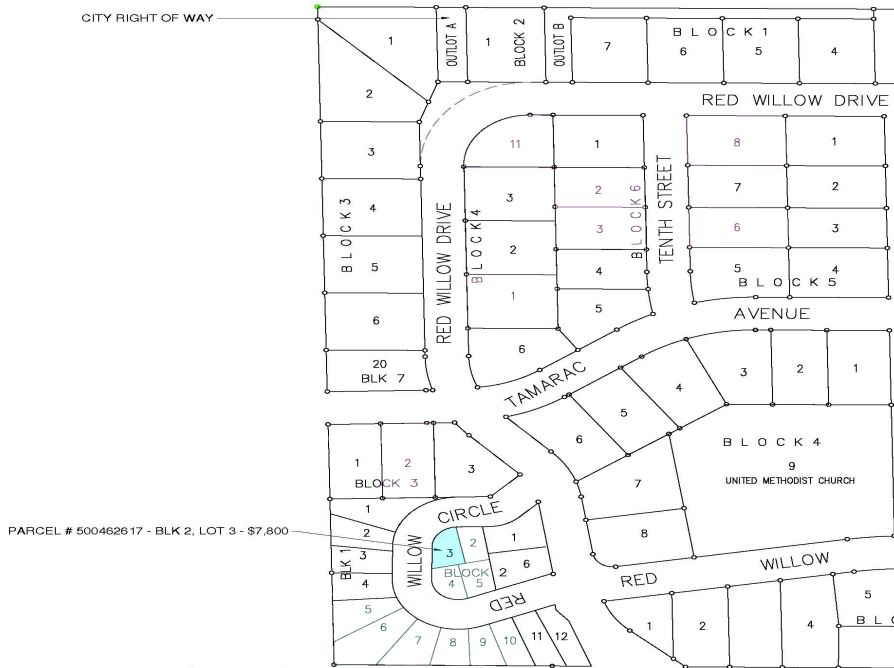 CITY RIGHT OF WAY
1
OUTLOT A
1
BLOCK 2
OUTLOT B
7
BLOCK 1
6
5
4
2
RED WILLOW DRIVE
3
11
1
8
1
BLOCK 3
4
RED WILLOW DRIVE
BLOCK 4
3
2
BLOCK 6
TENTH STREET
7
2
3
6
3
5
2
4
5
4
BLOCK 5
1
5
6
AVENUE
6
20
BLK 7
TAMARAC
3
2
1
4
5
6
BLOCK 4
9
UNITED METHODIST CHURCH
1
2
3
BLOCK 3
7
1
CIRCLE
2
8
PARCEL # 500462617 - BLK 2, LOT 3 - $7,800
BLK 1
3
WILLOW
3
2
1
4
BLOCK 2
6
4
5
RED
WILLOW
RED
5
6
7
8
9
10
11
12
1
2
4
5